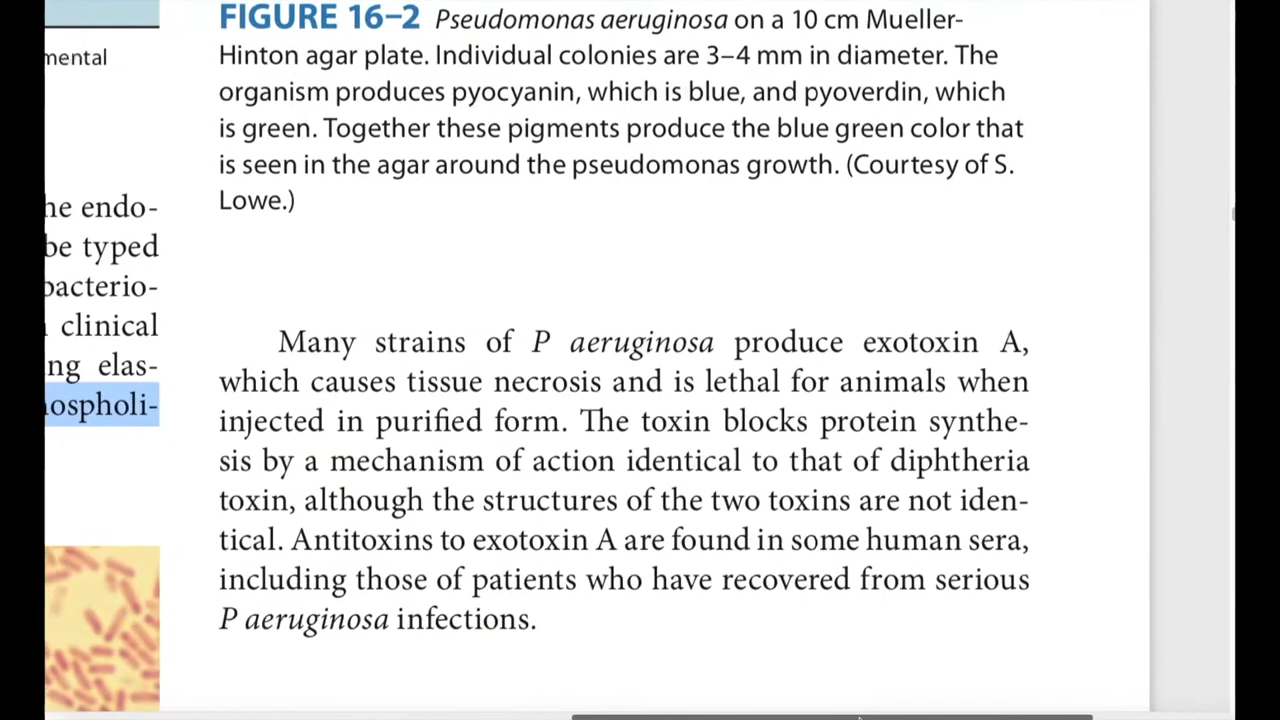 mental
he endo-
be typed
bacterio-
clinical
ng elas-
ospholi-
FIGURE 16–2 Pseudomonas aeruginosa on a 10 cm Mueller-
Hinton agar plate. Individual colonies are 3–4 mm in diameter. The
organism produces pyocyanin, which is blue, and pyoverdin, which
is green. Together these pigments produce the blue green color that
is seen in the agar around the pseudomonas growth. (Courtesy of S.
Lowe.)
Many strains of P aeruginosa produce exotoxin A,
which causes tissue necrosis and is lethal for animals when
injected in purified form. The toxin blocks protein synthe-
sis by a mechanism of action identical to that of diphtheria
toxin, although the structures of the two toxins are not iden-
tical. Antitoxins to exotoxin A are found in some human sera,
including those of patients who have recovered from serious
P aeruginosa infections.